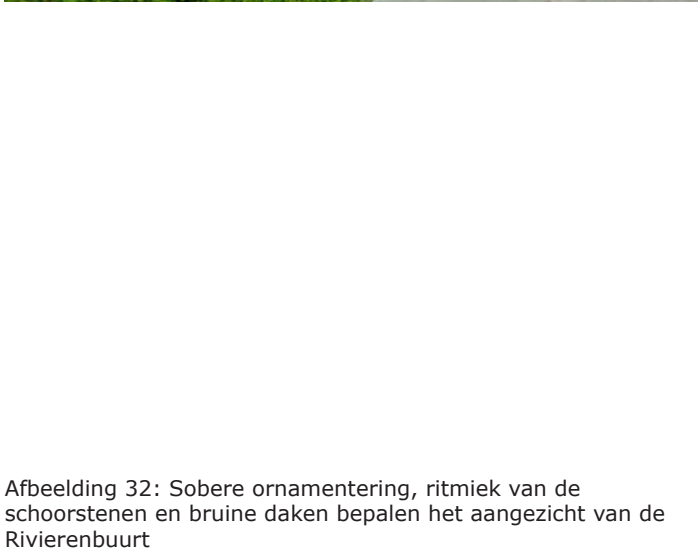 Afbeelding 32: Sobere ornamentering, ritmiek van de
schoorstenen en bruine daken bepalen het aangezicht van de
Rivierenbuurt